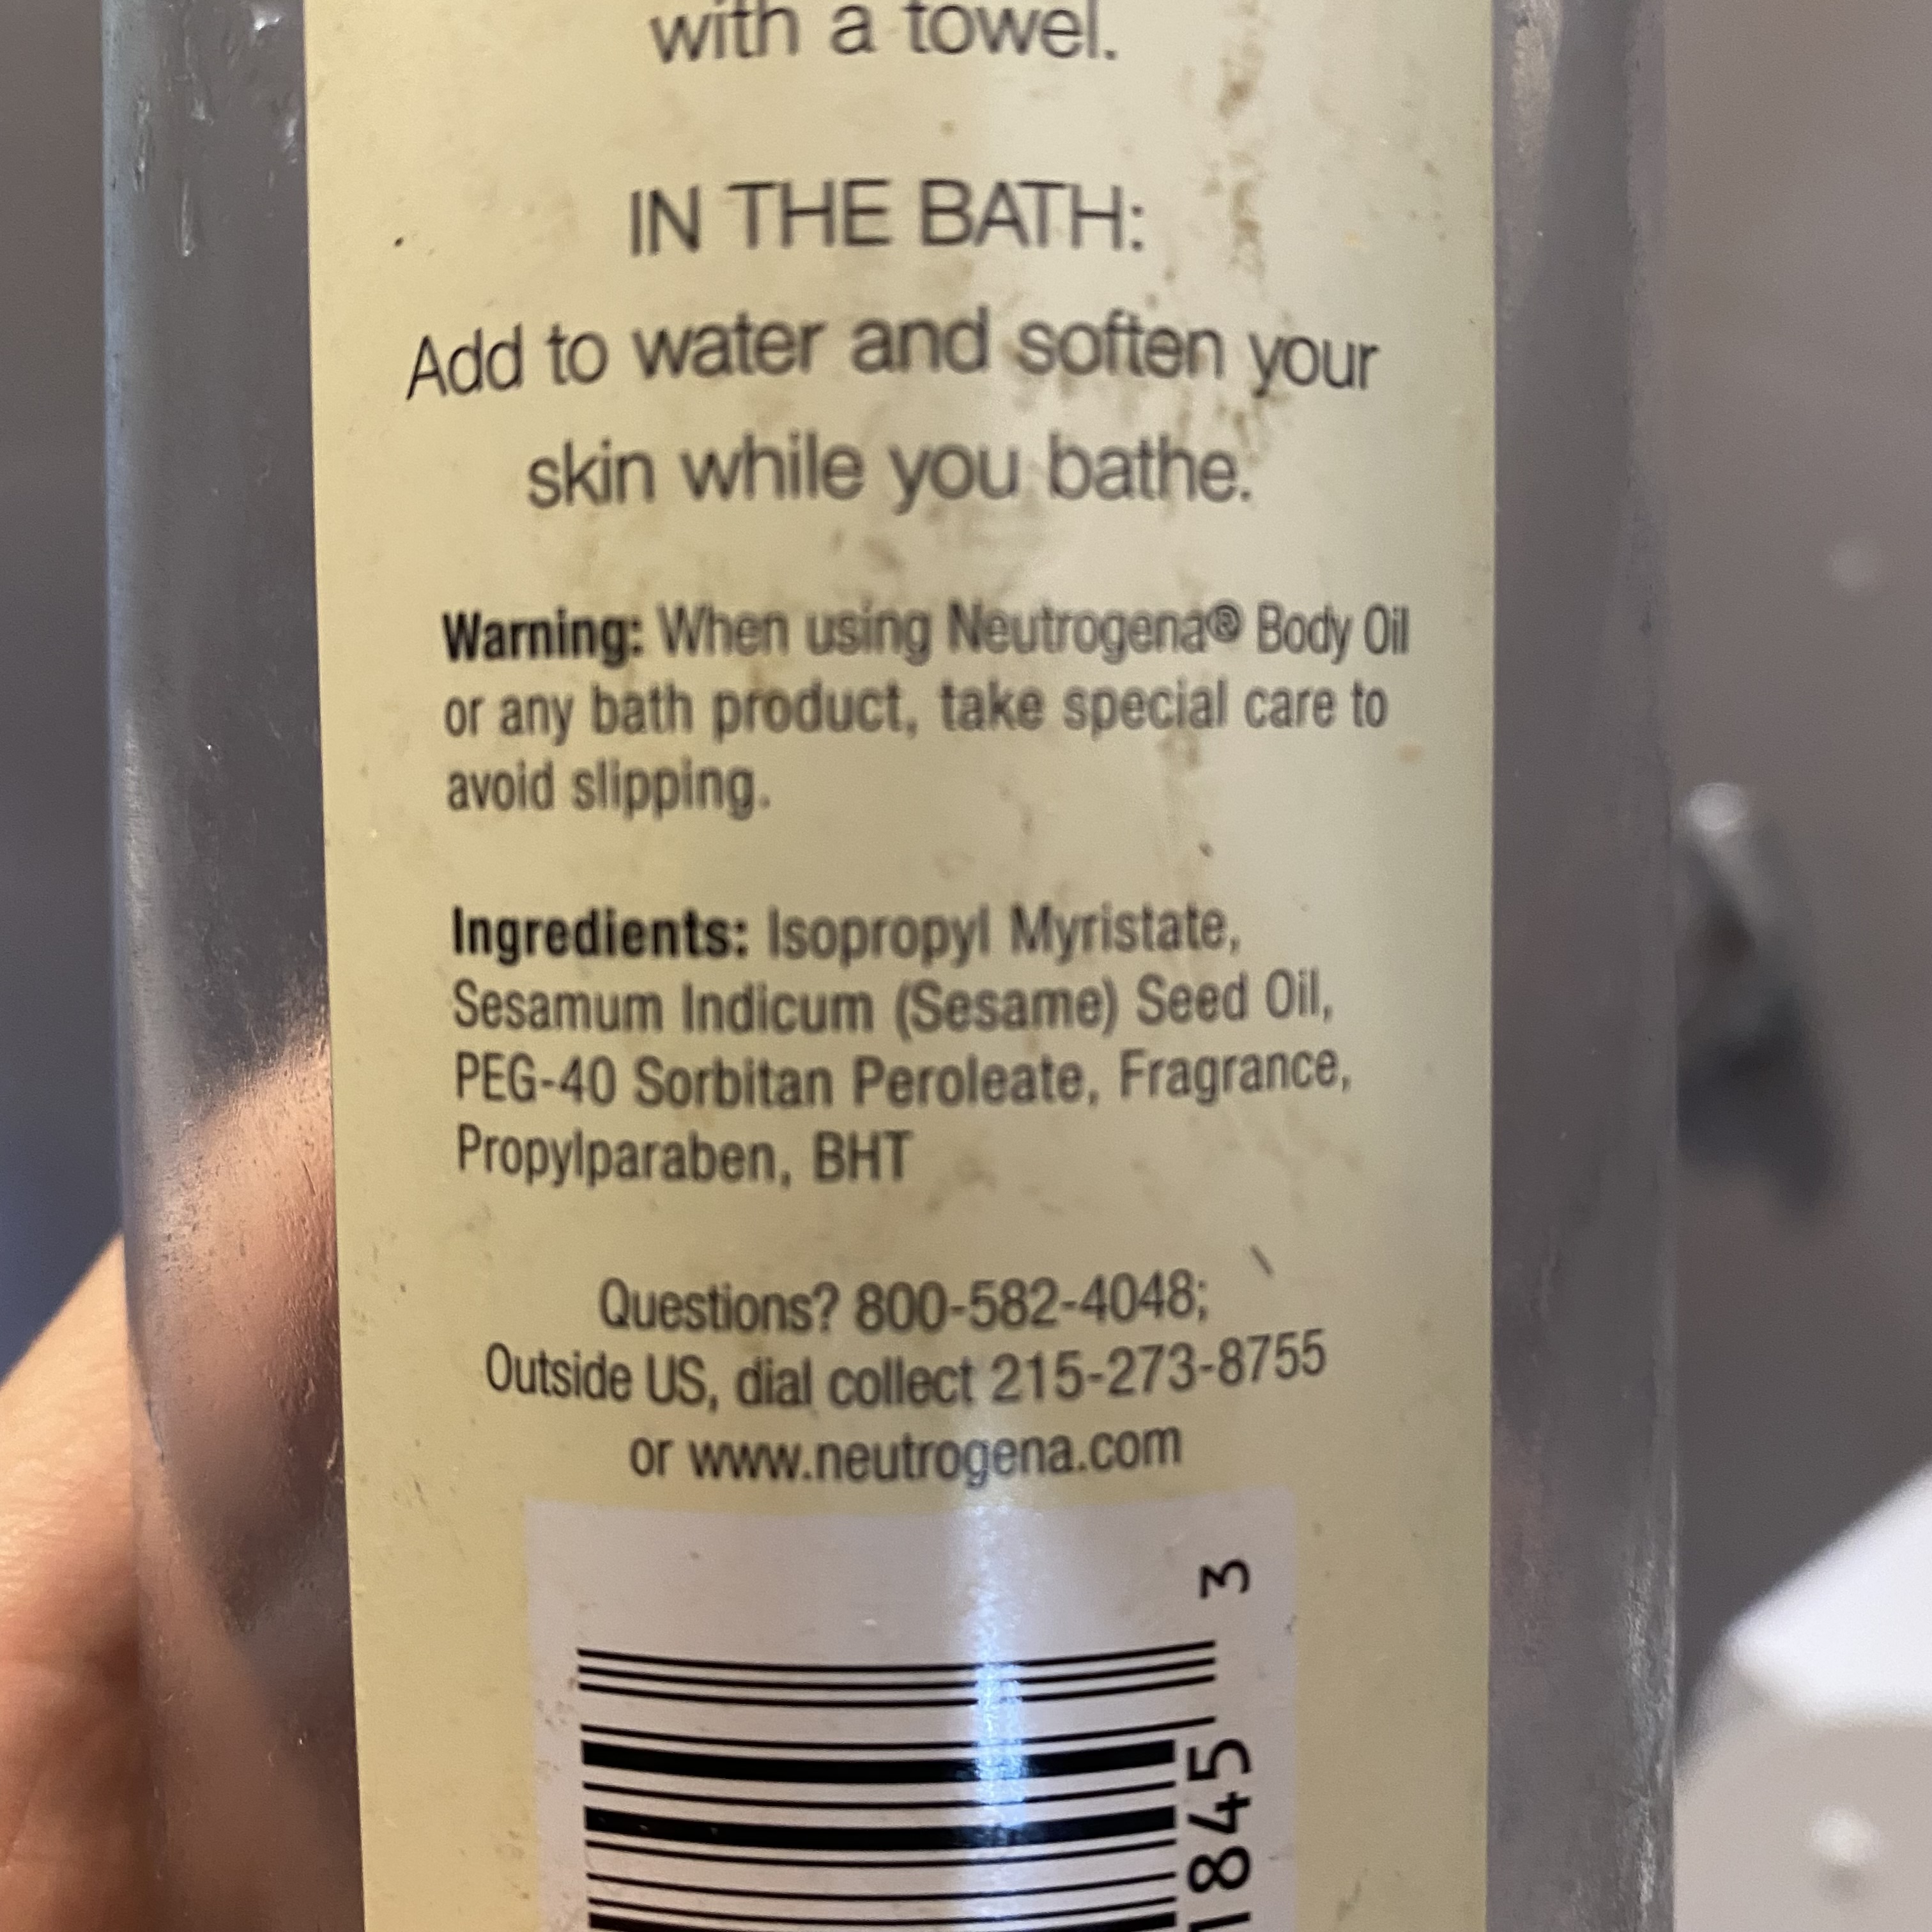 with a towel.
IN THE BATH:
Add to water and soften your
skin while you bathe.
Warning: When using Neutrogena® Body Oil
or any bath product, take special care to
avoid slipping.
Ingredients: Isopropyl Myristate,
Sesamum Indicum (Sesame) Seed Oil,
PEG-40 Sorbitan Peroleate, Fragrance,
Propylparaben, BHT
Questions? 800-582-4048;
Outside US, dial collect 215-273-8755
or www.neutrogena.com
1845 3